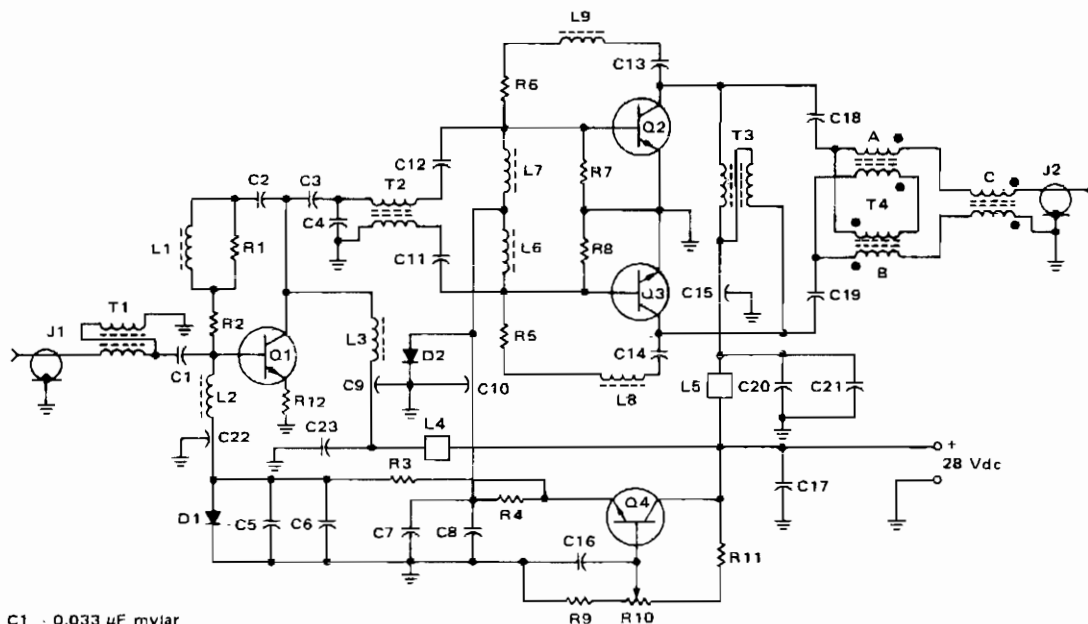 L9
C13
R6
Q2
C18
T3
A
C12
L7
R7
C
J2
C2
C3
T2
T4
C4
L1
R1
L6
R8
B
C11
C19
Q3
C15
T1
R2
L3
R5
J1
D2
C14
Q1
C1
C9
C10
L5
C20
C21
L2
R12
L8
C22
C23
L4
+
28 Vdc
R3
C17
Q4
R4
D1
C5
C6
C7
C8
C16
R11
R9
R10
C1 - 0.033 µF mylar